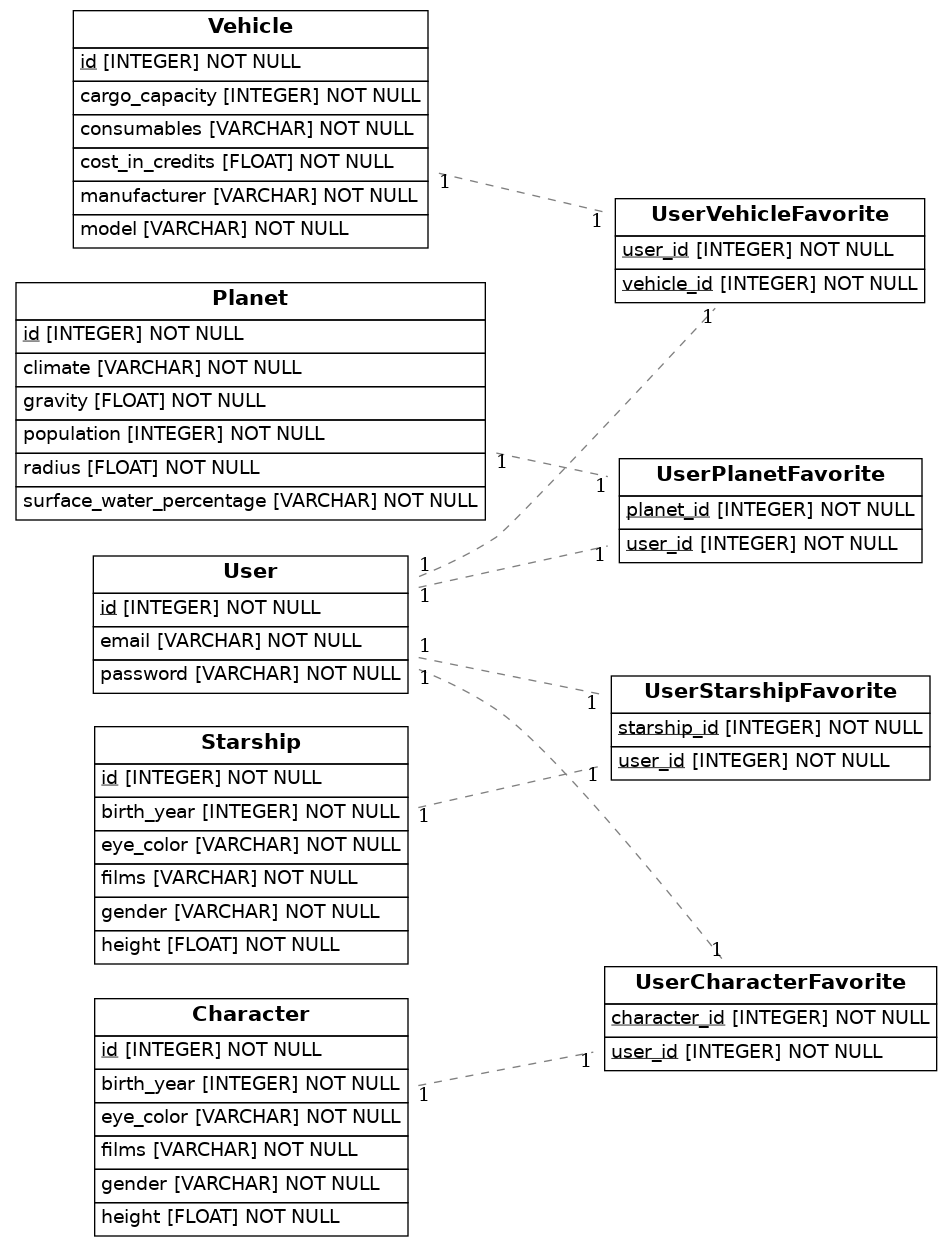 Vehicle
id [INTEGER] NOT NULL
cargo_capacity [INTEGER] NOT NULL
consumables [VARCHAR] NOT NULL
cost_in_credits [FLOAT] NOT NULL
manufacturer [VARCHAR] NOT NULL
model [VARCHAR] NOT NULL
1
1
UserVehicleFavorite
user_id [INTEGER] NOT NULL
vehicle_id [INTEGER] NOT NULL
1
Planet
id [INTEGER] NOT NULL
climate [VARCHAR] NOT NULL
gravity [FLOAT] NOT NULL
population [INTEGER] NOT NULL
radius [FLOAT] NOT NULL
surface_water_percentage [VARCHAR] NOT NULL
1
1
UserPlanetFavorite
planet_id [INTEGER] NOT NULL
user_id [INTEGER] NOT NULL
1
User
id [INTEGER] NOT NULL
email [VARCHAR] NOT NULL
password [VARCHAR] NOT NULL
1
1
1
1
1
UserStarshipFavorite
starship_id [INTEGER] NOT NULL
user_id [INTEGER] NOT NULL
1
Starship
id [INTEGER] NOT NULL
birth_year [INTEGER] NOT NULL
eye_color [VARCHAR] NOT NULL
films [VARCHAR] NOT NULL
gender [VARCHAR] NOT NULL
height [FLOAT] NOT NULL
1
1
UserCharacterFavorite
character_id [INTEGER] NOT NULL
user_id [INTEGER] NOT NULL
1
Character
id [INTEGER] NOT NULL
birth_year [INTEGER] NOT NULL
eye_color [VARCHAR] NOT NULL
films [VARCHAR] NOT NULL
gender [VARCHAR] NOT NULL
height [FLOAT] NOT NULL
1